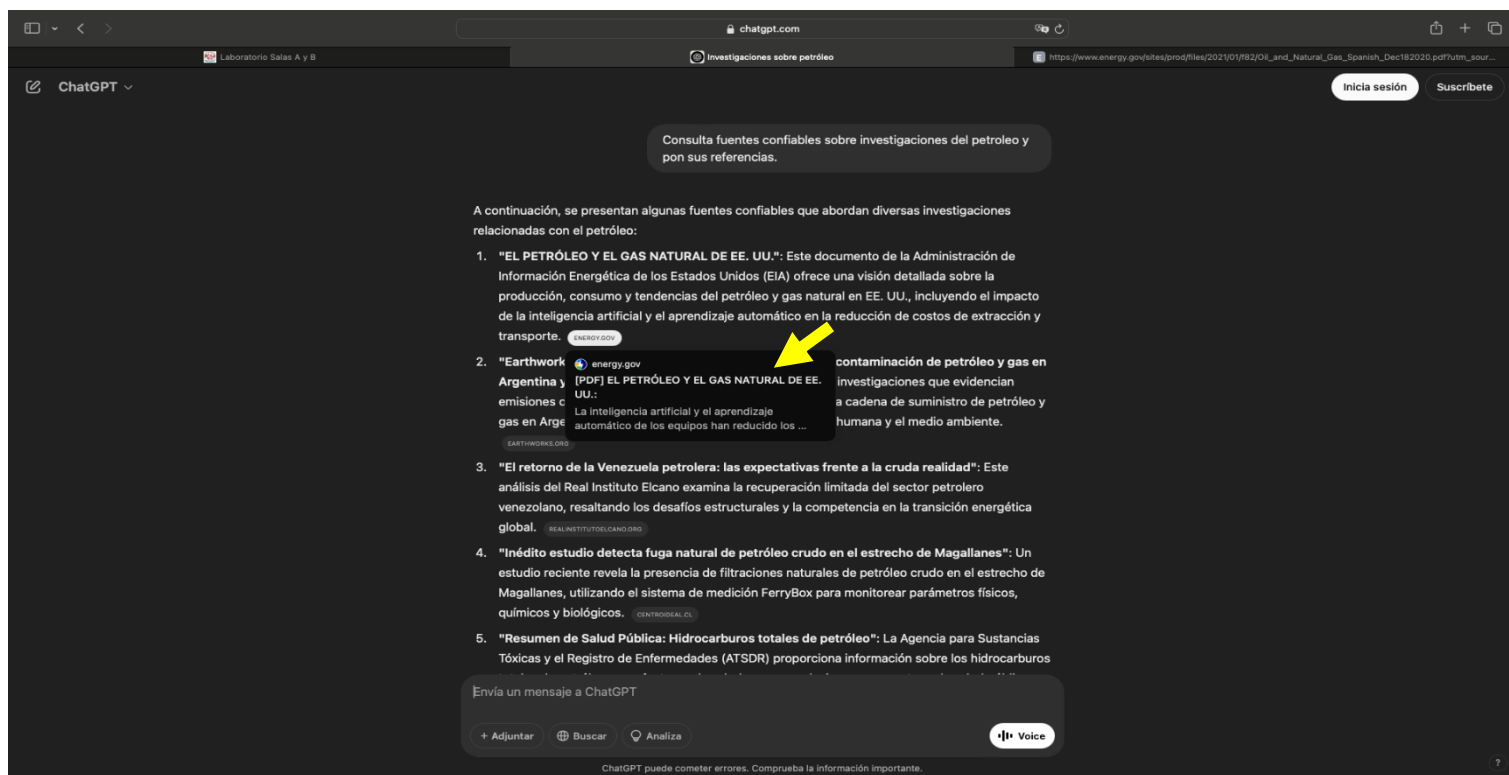 chatgpt.com
Laboratorio Salas A y B
Investigaciones sobre petróleo
https://www.energy.gov/sites/prod/files/2021/01/f82/Oil_and_Natural_Gas_Spanish_Dec182020.pdf?utm_sour...
ChatGPT
Inicia sesión
Suscríbete
Consulta fuentes confiables sobre investigaciones del petroleo y
pon sus referencias.
A continuación, se presentan algunas fuentes confiables que abordan diversas investigaciones
relacionadas con el petróleo:
1. "EL PETRÓLEO Y EL GAS NATURAL DE EE. UU.": Este documento de la Administración de
Información Energética de los Estados Unidos (EIA) ofrece una visión detallada sobre la
producción, consumo y tendencias del petróleo y gas natural en EE. UU., incluyendo el impacto
de la inteligencia artificial y el aprendizaje automático en la reducción de costos de extracción y
transporte. ENERGY.GOV
2. "Earthwork contaminación de petróleo y gas en
Argentina y investigaciones que evidencian
emisiones a cadena de suministro de petróleo y
gas en Arge humana y el medio ambiente.
EARTHWORKS.ORG
energy.gov
[PDF] EL PETRÓLEO Y EL GAS NATURAL DE EE.
UU.:
La inteligencia artificial y el aprendizaje
automático de los equipos han reducido los ...
3. "El retorno de la Venezuela petrolera: las expectativas frente a la cruda realidad": Este
análisis del Real Instituto Elcano examina la recuperación limitada del sector petrolero
venezolano, resaltando los desafíos estructurales y la competencia en la transición energética
global. REALINSTITUTOELCANO.ORG
4. "Inédito estudio detecta fuga natural de petróleo crudo en el estrecho de Magallanes": Un
estudio reciente revela la presencia de filtraciones naturales de petróleo crudo en el estrecho de
Magallanes, utilizando el sistema de medición FerryBox para monitorear parámetros físicos,
químicos y biológicos. CENTROIDEAL.CL
5. "Resumen de Salud Pública: Hidrocarburos totales de petróleo": La Agencia para Sustancias
Tóxicas y el Registro de Enfermedades (ATSDR) proporciona información sobre los hidrocarburos
Envía un mensaje a ChatGPT
+ Adjuntar
Buscar
Analiza
Voice
ChatGPT puede cometer errores. Comprueba la información importante.
?